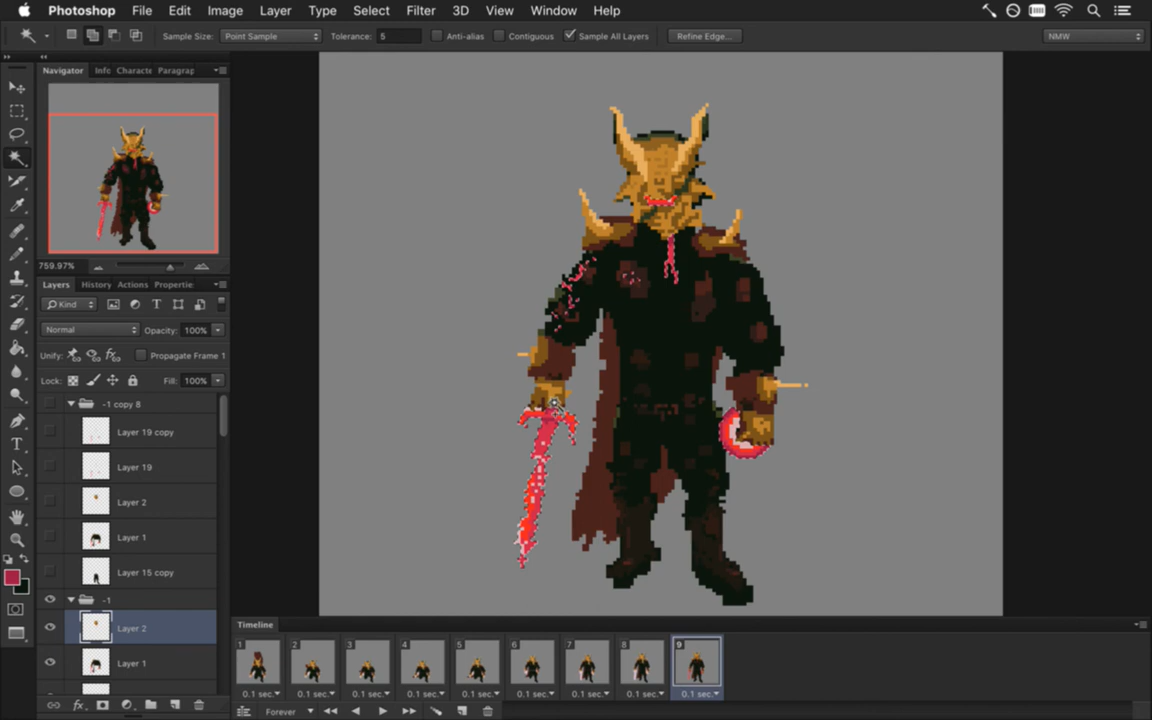 Photoshop File Edit Image Layer Type Select Filter 3D View Window Help
Sample Size: Point Sample Tolerance: 5 Anti-alias Contiguous Sample All Layers Refine Edge... NMW
Navigator Info Characte Paragrap
759.97%
Layers History Actions Propertie
Kind T
Normal Opacity: 100%
Unify: Propagate Frame 1
Lock: Fill: 100%
-1 copy 8
Layer 19 copy
Layer 19
Layer 2
Layer 1
Layer 15 copy
-1
Layer 2
Layer 1
fx
Timeline
1 2 3 4 5 6 7 8 9
0.1 sec. 0.1 sec. 0.1 sec. 0.1 sec. 0.1 sec. 0.1 sec. 0.1 sec. 0.1 sec. 0.1 sec.
Forever